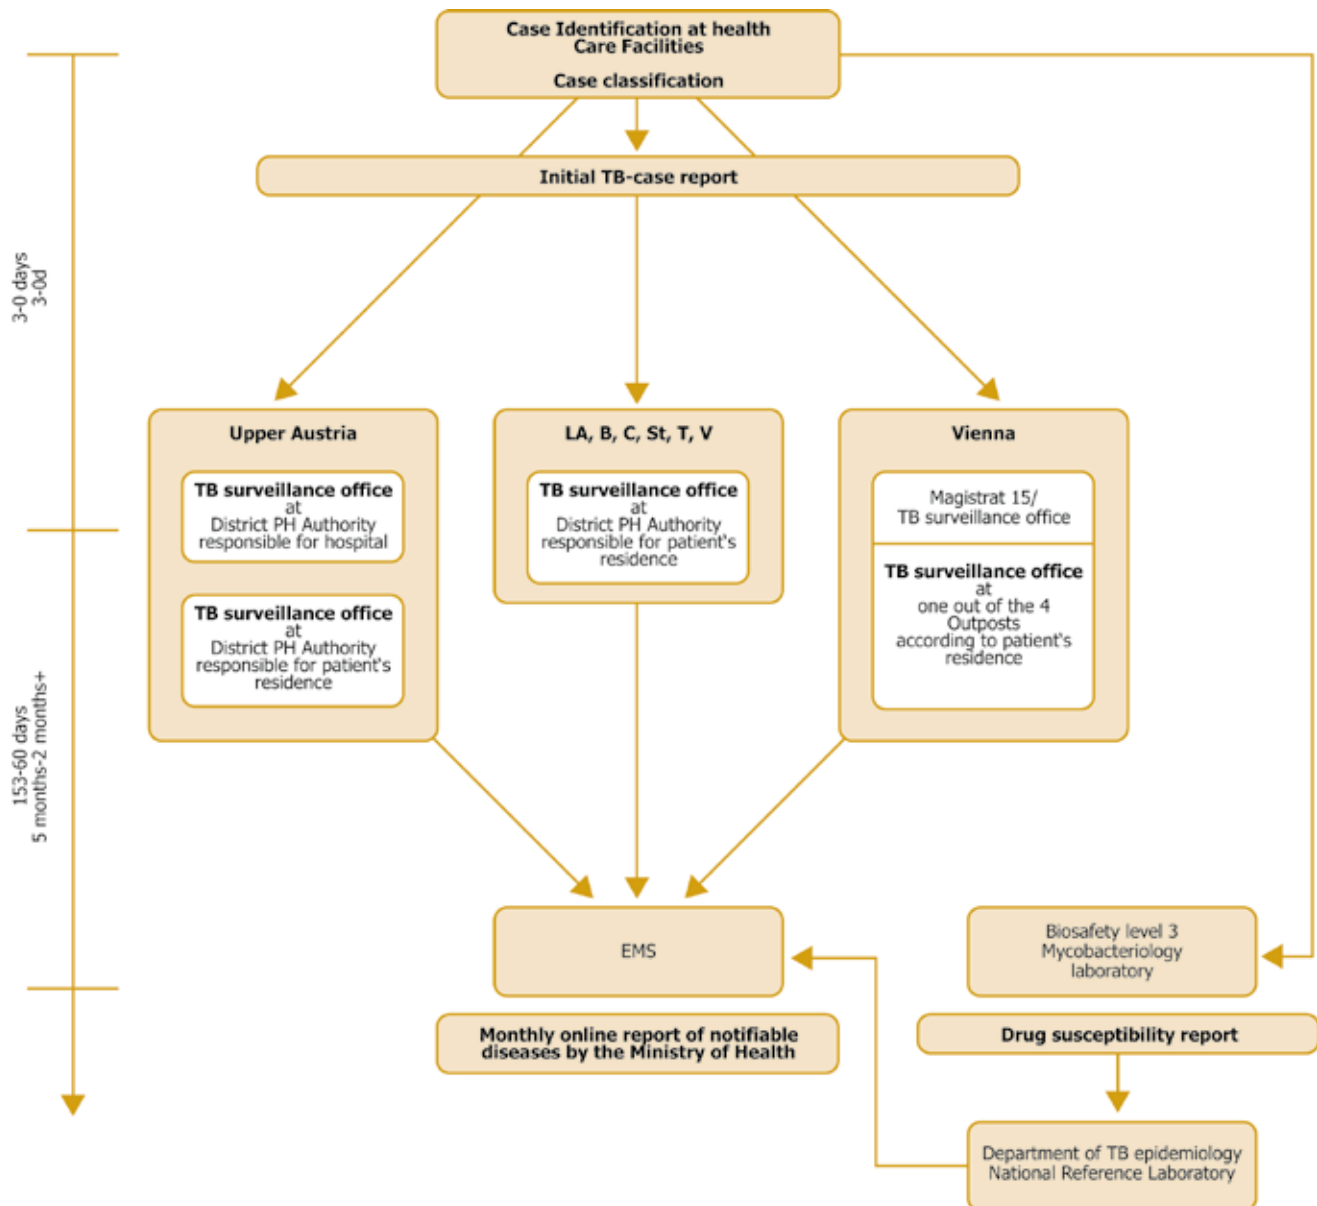 Case Identification at health
Care Facilities
Case classification
Initial TB-case report
3-0 days
3-0d
Upper Austria
TB surveillance office
at
District PH Authority
responsible for hospital
TB surveillance office
at
District PH Authority
responsible for patient's
residence
LA, B, C, St, T, V
TB surveillance office
at
District PH Authority
responsible for patient's
residence
Vienna
Magistrat 15/
TB surveillance office
TB surveillance office
at
one out of the 4
Outposts
according to patient's
residence
153-60 days
5 months-2 months+
EMS
Monthly online report of notifiable
diseases by the Ministry of Health
Biosafety level 3
Mycobacteriology
laboratory
Drug susceptibility report
Department of TB epidemiology
National Reference Laboratory